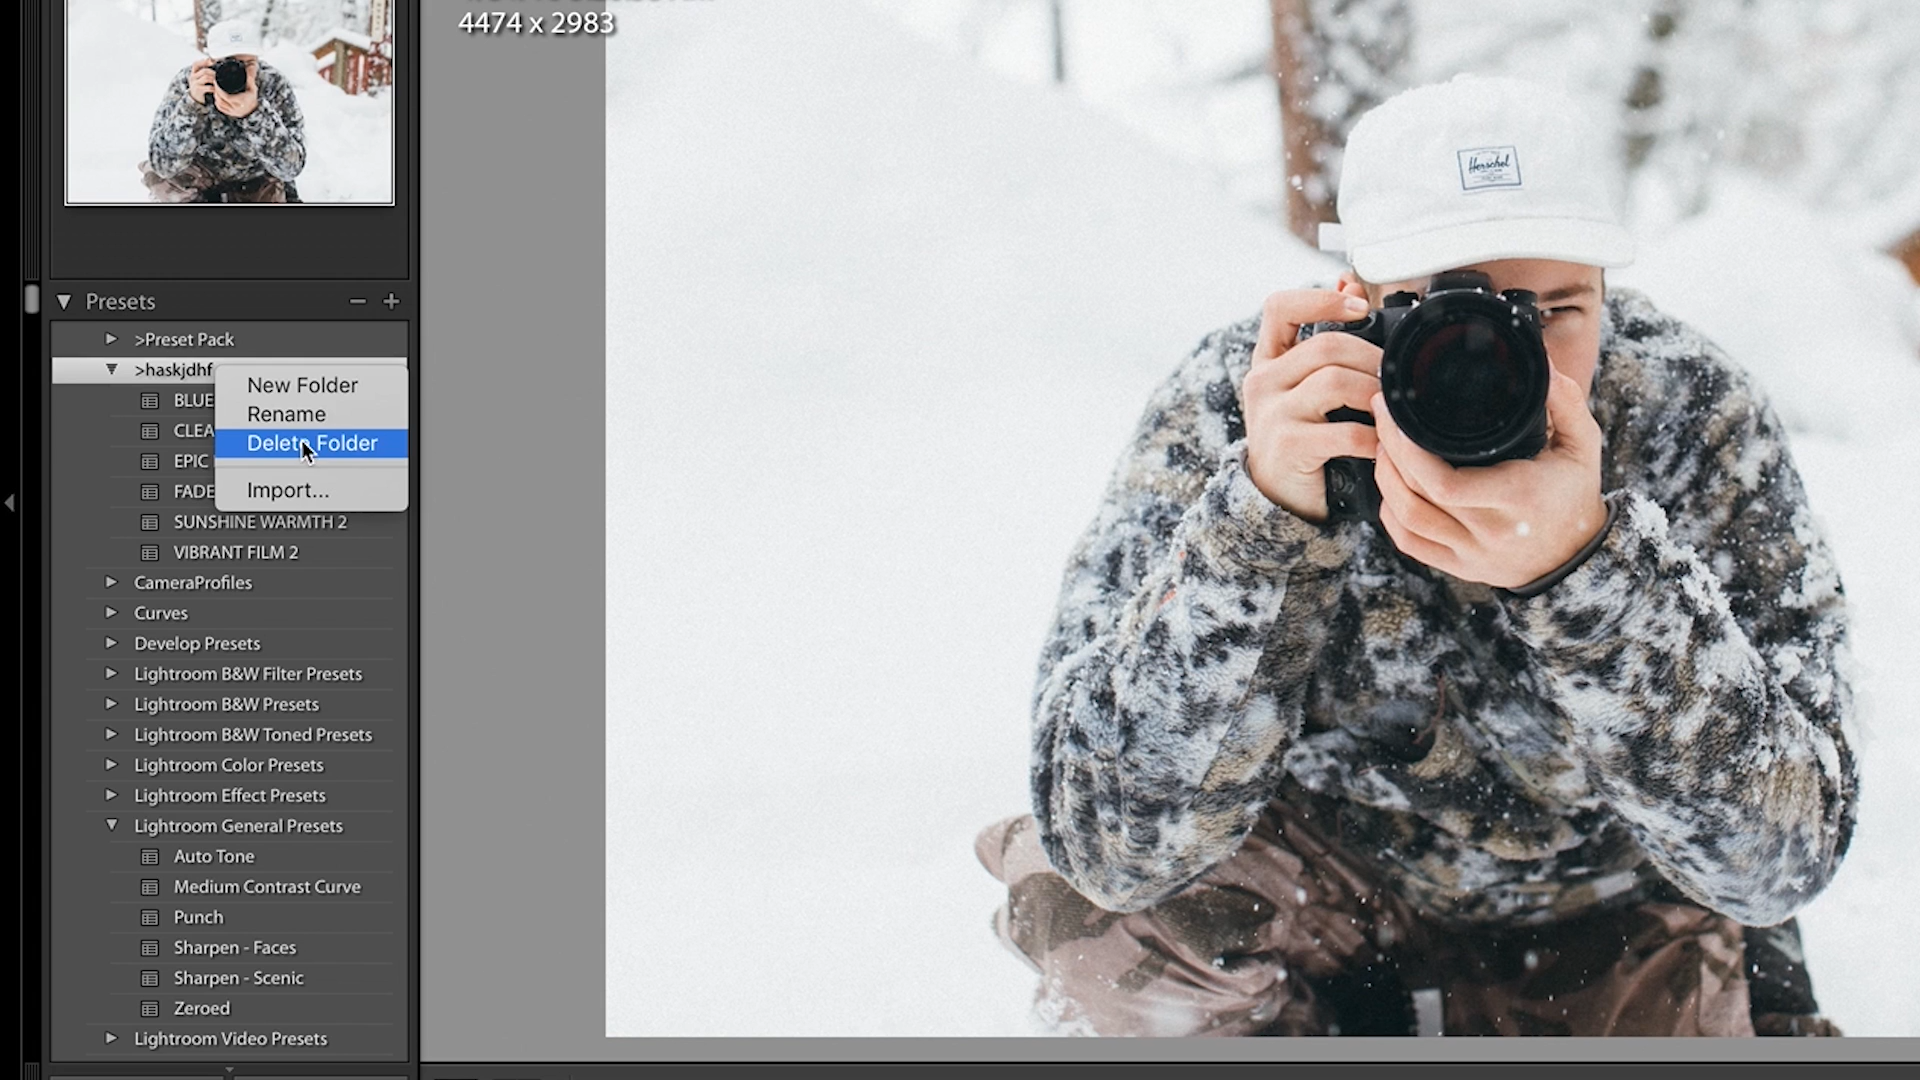 4474 x 2983
Herschel
Presets
>Preset Pack
>haskjdhf
New Folder
BLUE
Rename
CLEA
Delete Folder
EPIC
Import...
FADE
SUNSHINE WARMTH 2
VIBRANT FILM 2
CameraProfiles
Curves
Develop Presets
Lightroom B&W Filter Presets
Lightroom B&W Presets
Lightroom B&W Toned Presets
Lightroom Color Presets
Lightroom Effect Presets
Lightroom General Presets
Auto Tone
Medium Contrast Curve
Punch
Sharpen - Faces
Sharpen - Scenic
Zeroed
Lightroom Video Presets